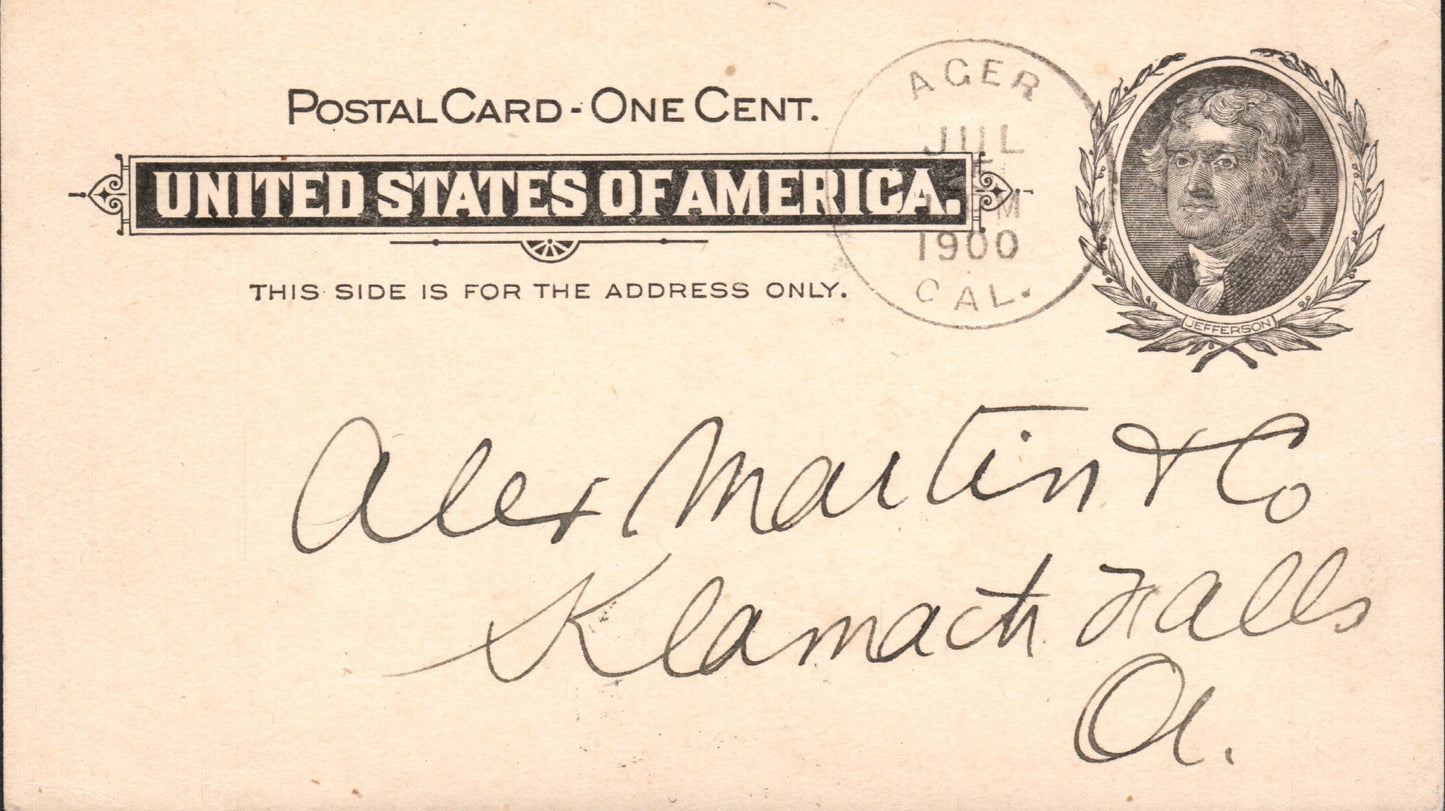 POSTAL CARD - ONE CENT.
UNITED STATES OF AMERICA.
THIS SIDE IS FOR THE ADDRESS ONLY.
AGER
JUL
M
1900
CAL.
JEFFERSON
Alex Martin & Co
Klamath Falls
Or.